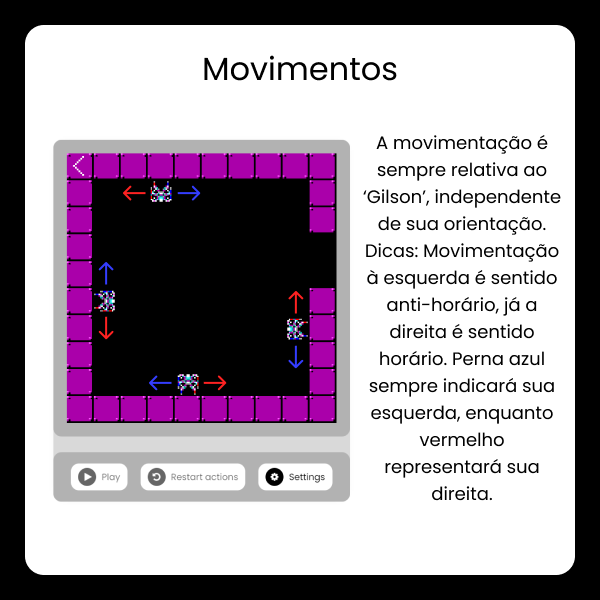 Movimentos
A movimentação é
sempre relativa ao
‘Gilson’, independente
de sua orientação.
Dicas: Movimentação
à esquerda é sentido
anti-horário, já a
direita é sentido
horário. Perna azul
sempre indicará sua
esquerda, enquanto
vermelho
representará sua
direita.
Play
Restart actions
Settings